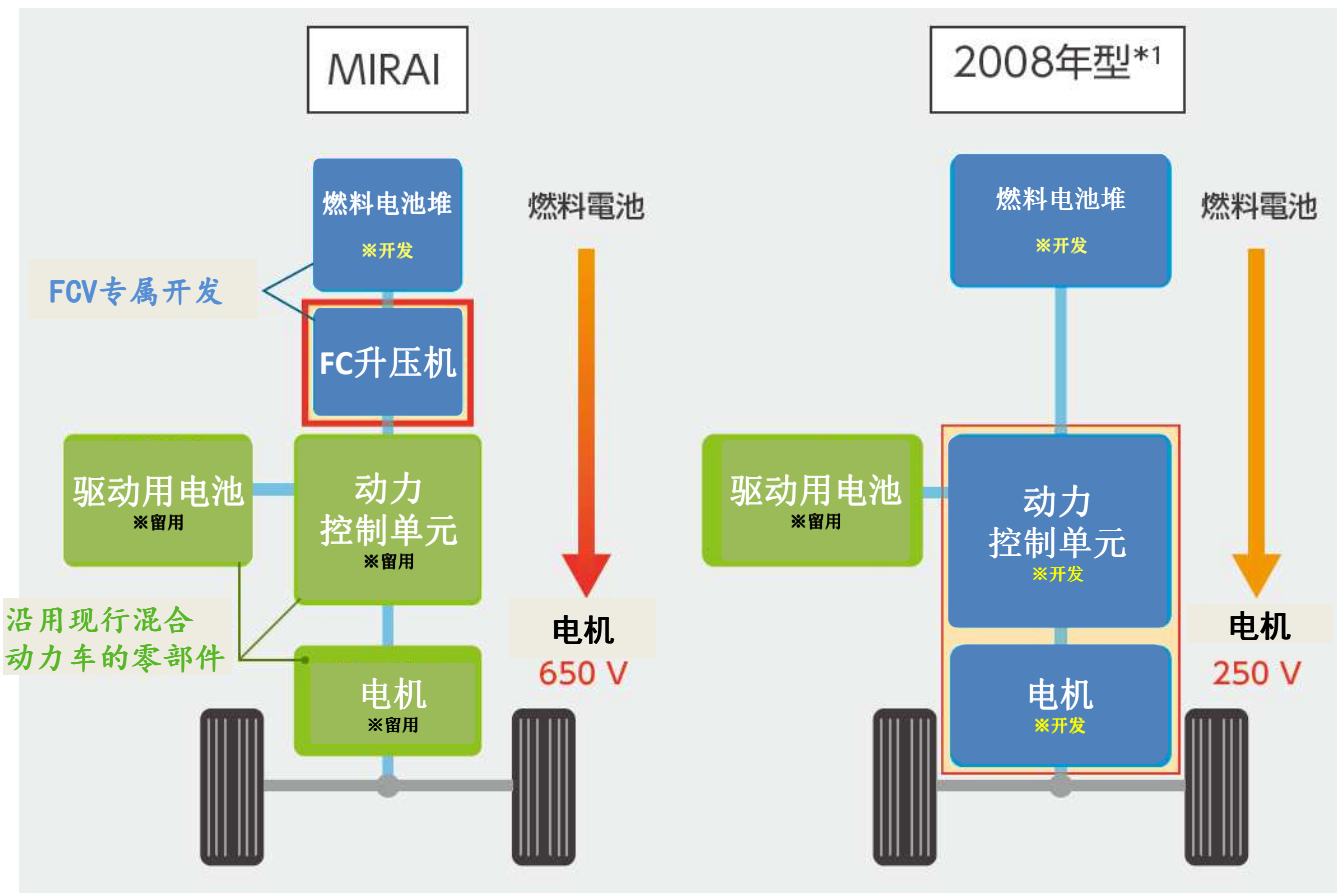 MIRAI
燃料电池堆
※开发
燃料電池
FCV专属开发
FC升压机
驱动用电池
※留用
动力
控制单元
※留用
沿用现行混合
动力车的零部件
电机
※留用
电机
650 V
2008年型*1
燃料电池堆
※开发
燃料電池
驱动用电池
※留用
动力
控制单元
※开发
电机
※开发
电机
250 V